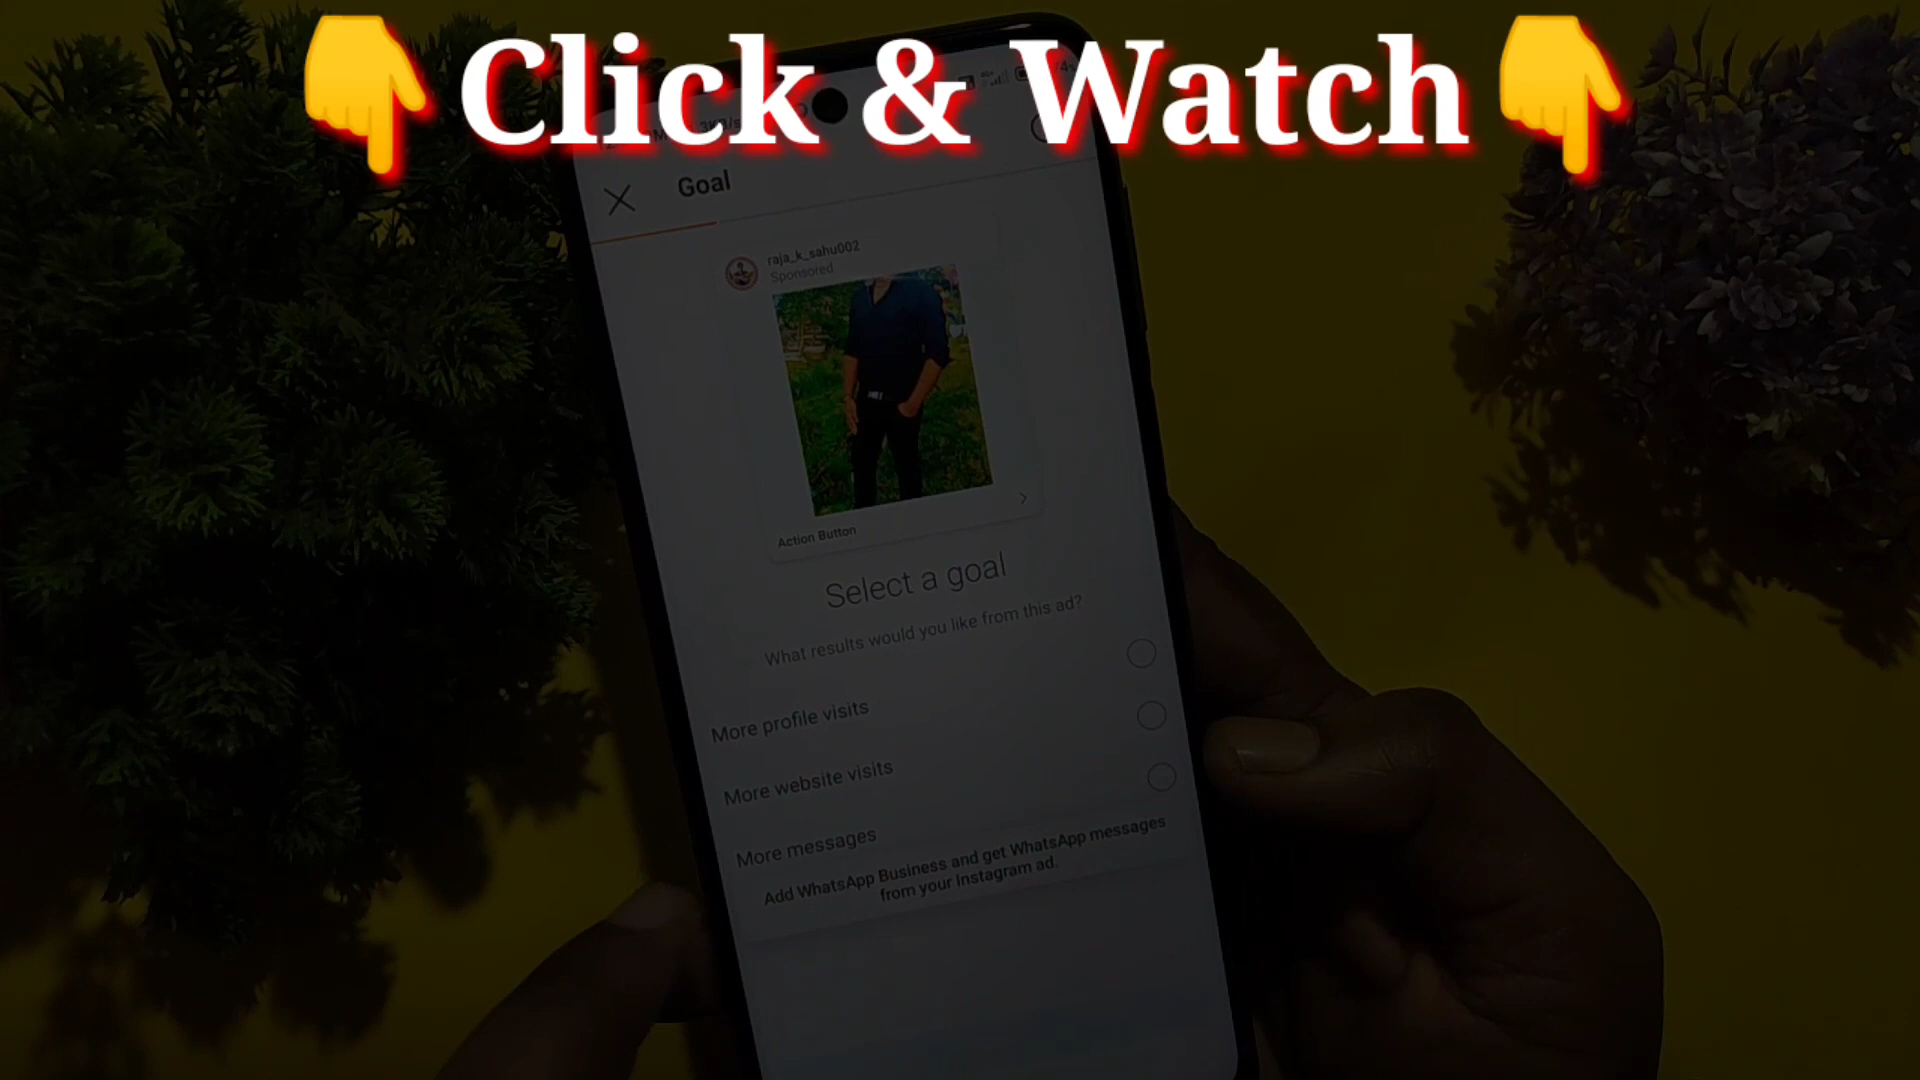 Click & Watch
Goal
raja_k_sahu002
Sponsored
Action Button
Select a goal
What results would you like from this ad?
More profile visits
More website visits
More messages
Add WhatsApp Business and get WhatsApp messages
from your Instagram ad.